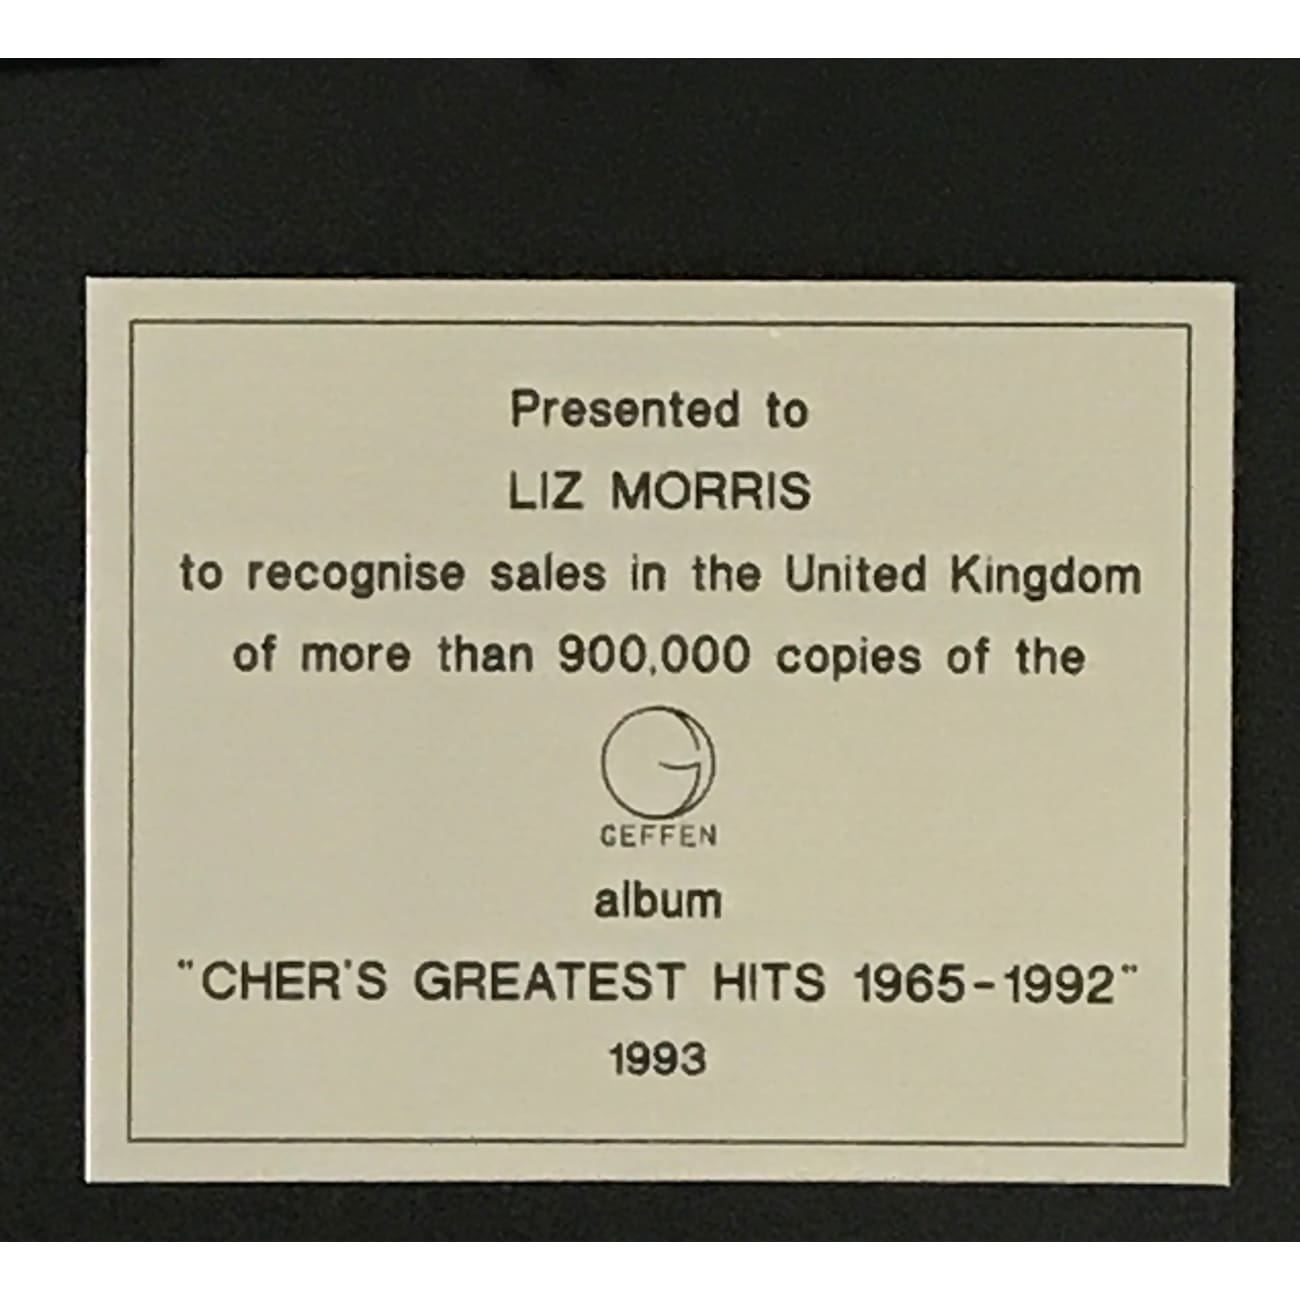 Presented to
LIZ MORRIS
to recognise sales in the United Kingdom
of more than 900,000 copies of the
G
GEFFEN
album
"CHER'S GREATEST HITS 1965-1992"
1993